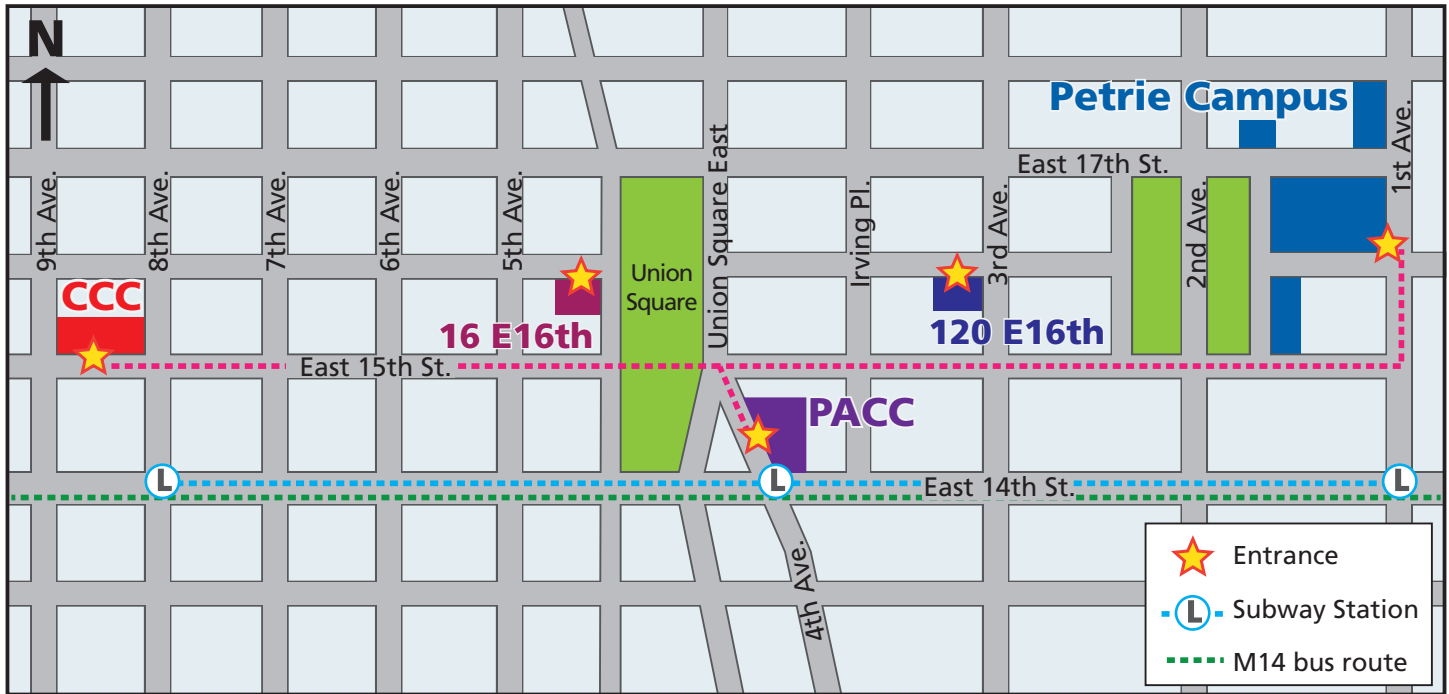 N
Petrie Campus
East 17th St.
9th Ave.
8th Ave.
7th Ave.
6th Ave.
5th Ave.
Union Square East
Irving Pl.
3rd Ave.
2nd Ave.
1st Ave.
CCC
16 E16th
Union
Square
120 E16th
East 15th St.
PACC
L
L
L
East 14th St.
4th Ave.
Entrance
L
Subway Station
M14 bus route